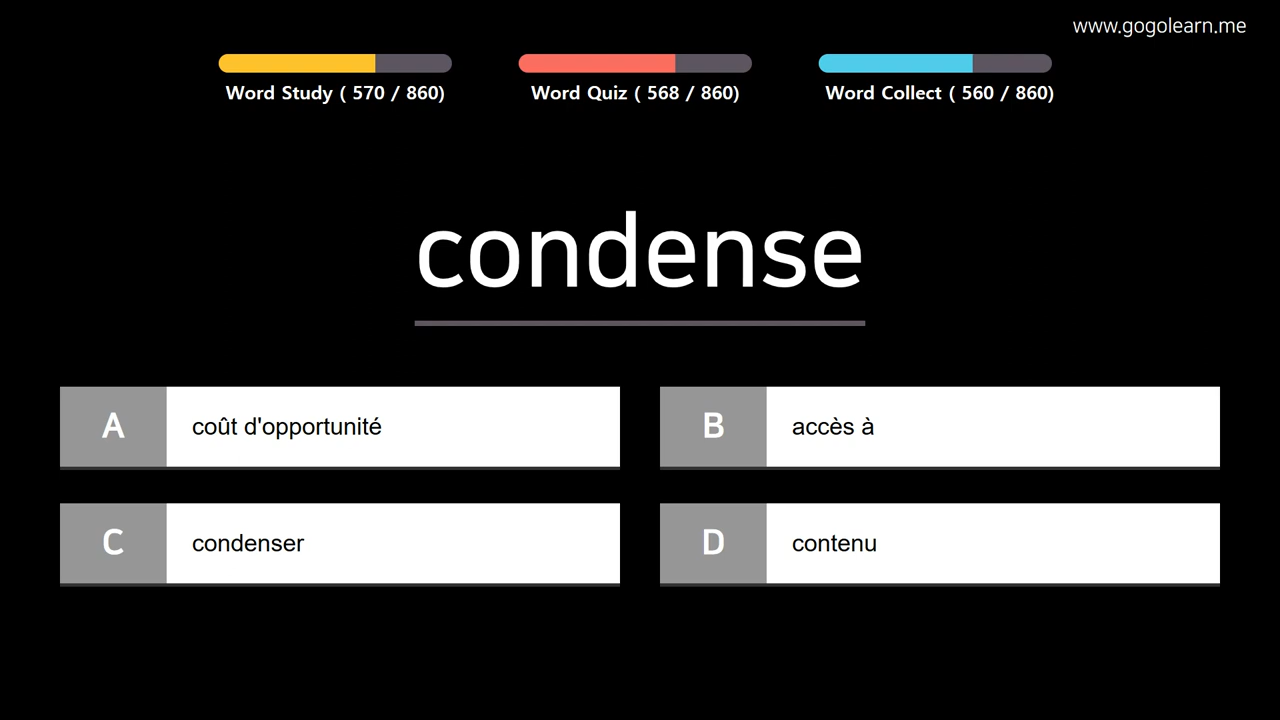 www.gogolearn.me
Word Study ( 570 / 860)
Word Quiz ( 568 / 860)
Word Collect ( 560 / 860)
condense
A coût d'opportunité
B accès à
C condenser
D contenu